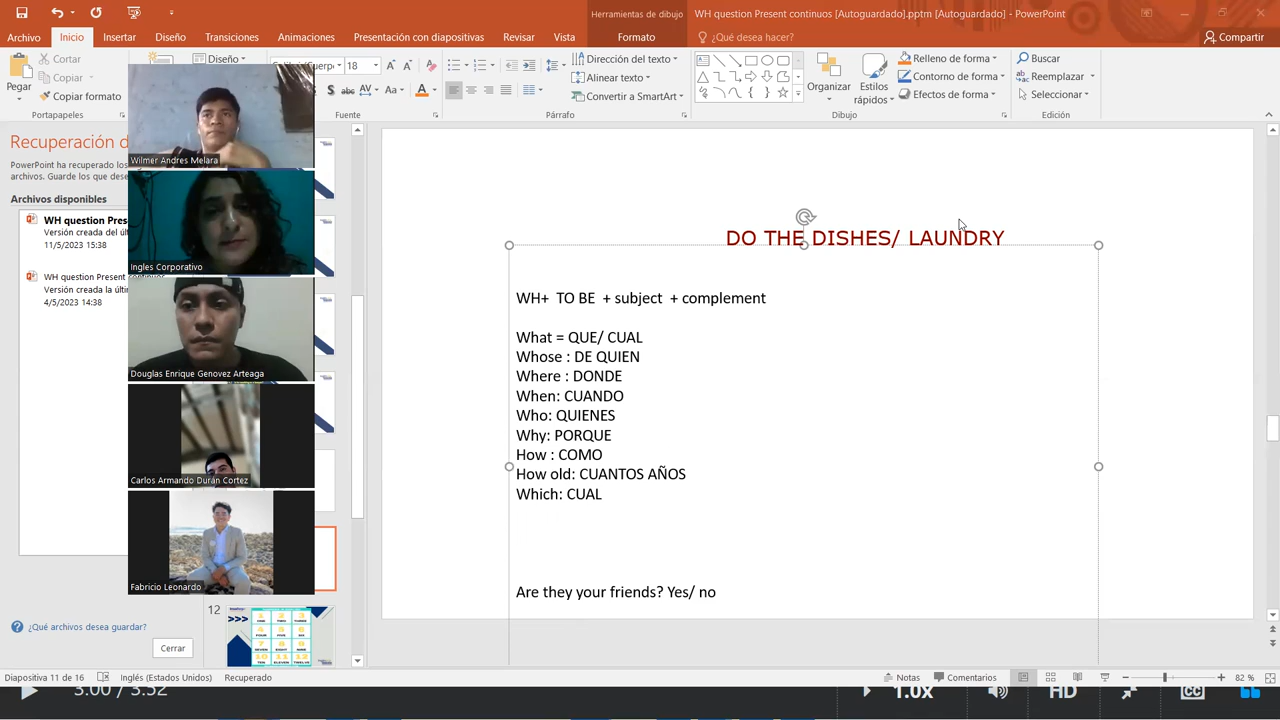 Herramientas de dibujo
WH question Present continuos [Autoguardado].pptm [Autoguardado] - PowerPoint
Archivo
Inicio
Insertar
Diseño
Transiciones
Animaciones
Presentación con diapositivas
Revisar
Vista
Formato
¿Qué desea hacer?
Compartir
Pegar
Cortar
Copiar
Copiar formato
Portapapeles
Diseño
18
Fuente
Dirección del texto
Alinear texto
Convertir a SmartArt
Párrafo
Organizar
Estilos rápidos
Relleno de forma
Contorno de forma
Efectos de forma
Dibujo
Buscar
Reemplazar
Seleccionar
Edición
Recuperación d
PowerPoint ha recuperado los
archivos. Guarde los que dese
Archivos disponibles
WH question Pres
Versión creada del úl
11/5/2023 15:38
WH question Present continuos
Versión creada la últim
4/5/2023 14:38
¿Qué archivos desea guardar?
Cerrar
Wilmer Andres Melara
Ingles Corporativo
Douglas Enrique Genovez Arteaga
Carlos Armando Durán Cortez
Fabricio Leonardo
12
DO THE DISHES/ LAUNDRY
WH+ TO BE + subject + complement
What = QUE/ CUAL
Whose : DE QUIEN
Where : DONDE
When: CUANDO
Who: QUIENES
Why: PORQUE
How : COMO
How old: CUANTOS AÑOS
Which: CUAL
Are they your friends? Yes/ no
Diapositiva 11 de 16
Inglés (Estados Unidos)
Recuperado
Notas
Comentarios
82 %
3:00 / 3:52
1.0x
HD
CC